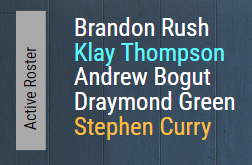 Active Roster
Brandon Rush
Klay Thompson
Andrew Bogut
Draymond Green
Stephen Curry